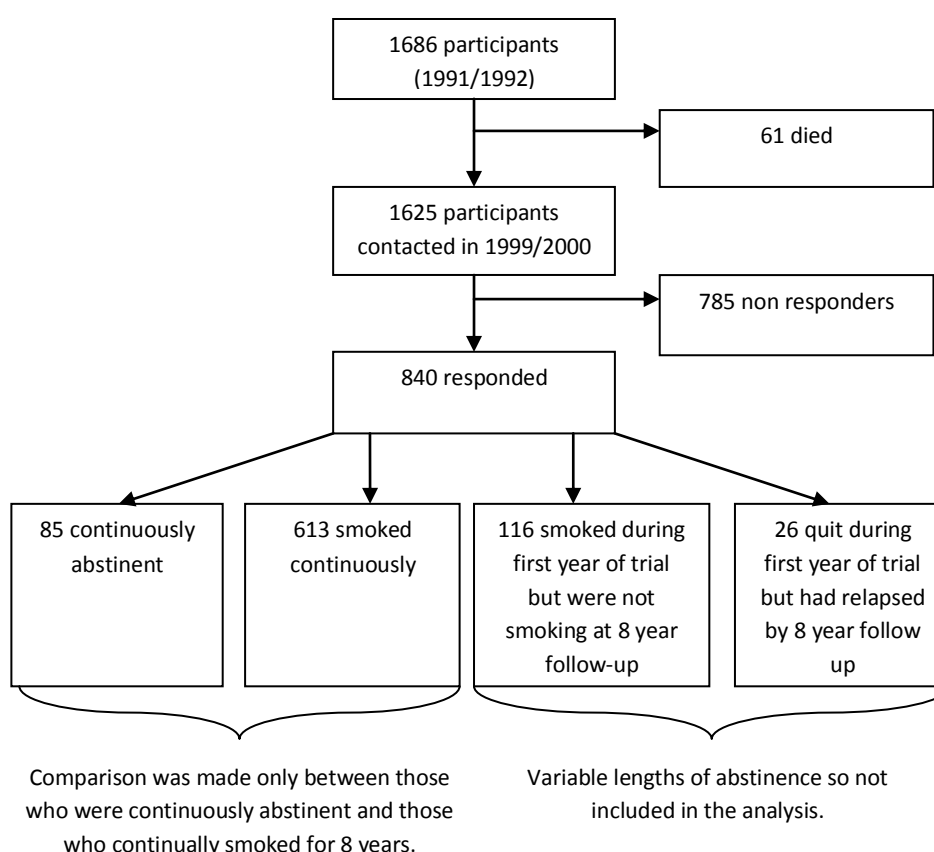 1686 participants
(1991/1992)
61 died
1625 participants
contacted in 1999/2000
785 non responders
840 responded
85 continuously
abstinent
613 smoked
continuously
116 smoked during
first year of trial
but were not
smoking at 8 year
follow-up
26 quit during
first year of trial
but had relapsed
by 8 year follow
up
Comparison was made only between those
who were continuously abstinent and those
who continually smoked for 8 years.
Variable lengths of abstinence so not
included in the analysis.